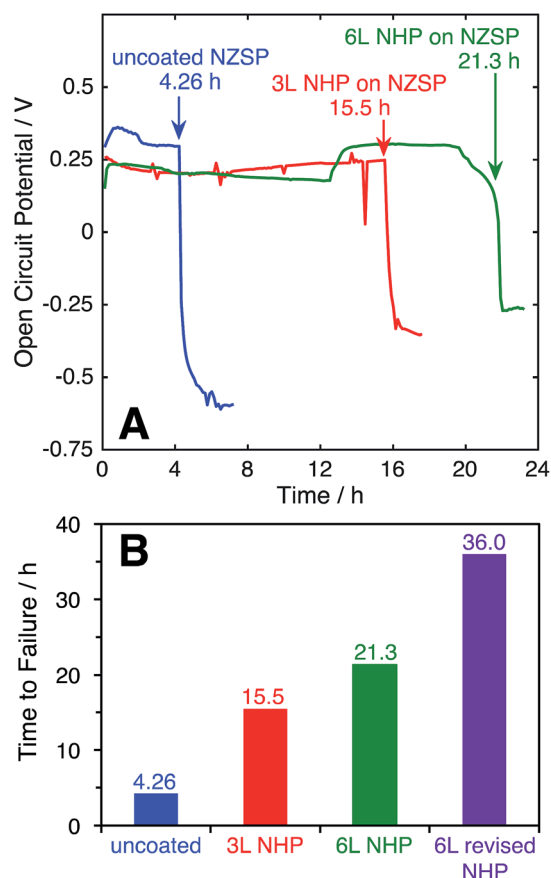 6L NHP on NZSP
21.3 h
uncoated NZSP
4.26 h
3L NHP on NZSP
15.5 h
Open Circuit Potential / V
0.5
0.25
0
-0.25
-0.5
-0.75
A
0 4 8 12 16 20 24
Time / h
B
Time to Failure / h
40
30
20
10
0
4.26
15.5
21.3
36.0
uncoated
3L NHP
6L NHP
6L revised
NHP